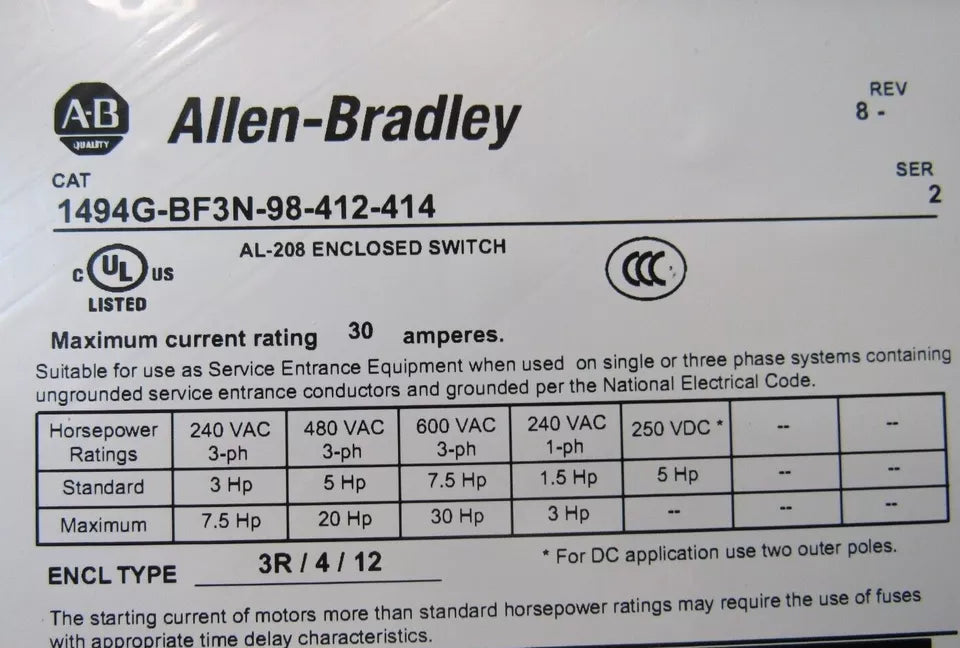 A-B
QUALITY
Allen-Bradley
REV
8 -
CAT
SER
1494G-BF3N-98-412-414
2
C UL US
LISTED
AL-208 ENCLOSED SWITCH
CCC
Maximum current rating 30 amperes.
Suitable for use as Service Entrance Equipment when used on single or three phase systems containing
ungrounded service entrance conductors and grounded per the National Electrical Code.
Horsepower Ratings 240 VAC 3-ph 480 VAC 3-ph 600 VAC 3-ph 240 VAC 1-ph 250 VDC * -- --
Standard 3 Hp 5 Hp 7.5 Hp 1.5 Hp 5 Hp -- --
Maximum 7.5 Hp 20 Hp 30 Hp 3 Hp -- -- --
* For DC application use two outer poles.
ENCL TYPE 3R / 4 / 12
The starting current of motors more than standard horsepower ratings may require the use of fuses
with appropriate time delay characteristics.